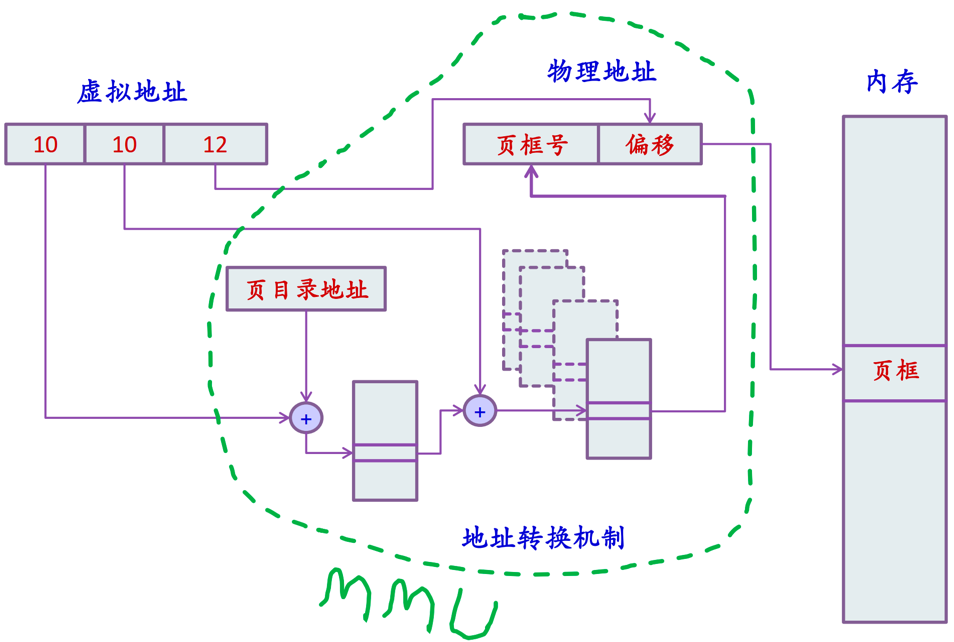 虚拟地址
物理地址
内存
10 10 12
页框号 偏移
页目录地址
页框
+
+
地址转换机制
MMU